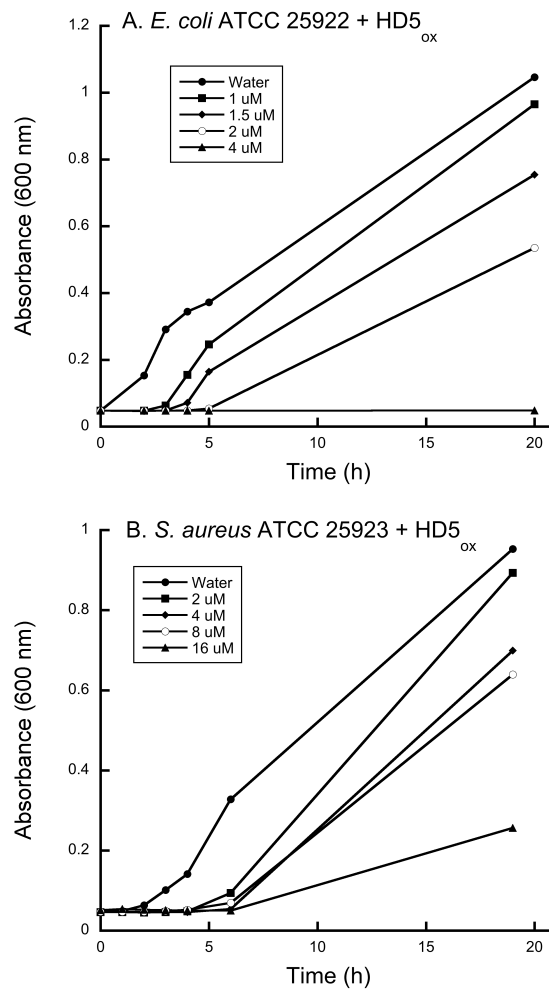 A. E. coli ATCC 25922 + HD5ox
1.2
1
0.8
0.6
0.4
0.2
0
Absorbance (600 nm)
Water
1 uM
1.5 uM
2 uM
4 uM
0
5
10
15
20
Time (h)
B. S. aureus ATCC 25923 + HD5ox
1
0.8
0.6
0.4
0.2
0
Absorbance (600 nm)
Water
2 uM
4 uM
8 uM
16 uM
0
5
10
15
20
Time (h)